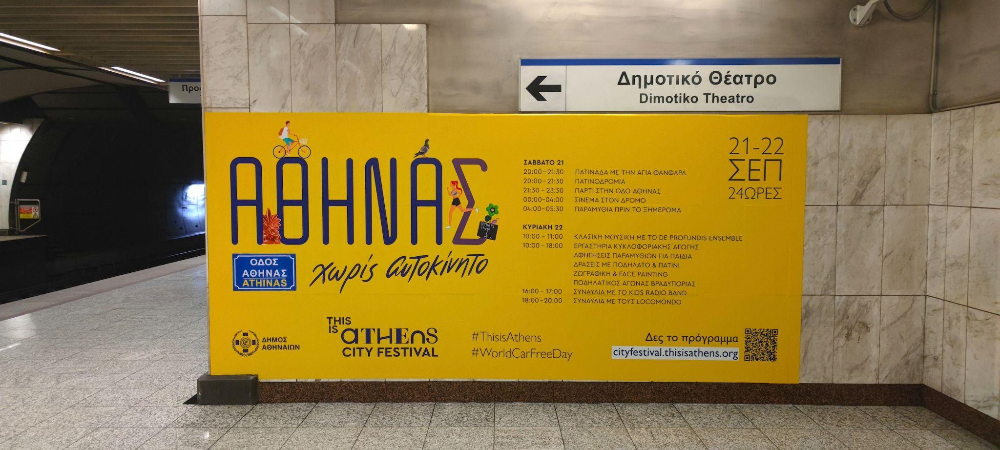 Δημοτικό Θέατρο
Dimotiko Theatro
ΑΘΗΝΑΣ
χωρίς αυτοκίνητο
ΟΔΟΣ
ΑΘΗΝΑΣ
ATHINAS
21-22
ΣΕΠ
24ΩΡΕΣ
ΣΑΒΒΑΤΟ 21
20:00 – 21:30 ΠΑΤΙΝΑΔΑ ΜΕ ΤΗΝ ΑΓΙΑ ΦΑΝΦΑΡΑ
20:00 – 21:30 ΠΑΤΙΝΟΔΡΟΜΙΑ
21:30 – 23:30 ΠΑΡΤΙ ΣΤΗΝ ΟΔΟ ΑΘΗΝΑΣ
00:00-04:00 ΣΙΝΕΜΑ ΣΤΟΝ ΔΡΟΜΟ
04:00-05:30 ΠΑΡΑΜΥΘΙΑ ΠΡΙΝ ΤΟ ΞΗΜΕΡΩΜΑ
ΚΥΡΙΑΚΗ 22
10:00 – 11:00 ΚΛΑΣΙΚΗ ΜΟΥΣΙΚΗ ΜΕ ΤΟ DE PROFUNDIS ENSEMBLE
10:00 – 18:00 ΕΡΓΑΣΤΗΡΙΑ ΚΥΚΛΟΦΟΡΙΑΚΗΣ ΑΓΩΓΗΣ
ΑΦΗΓΗΣΕΙΣ ΠΑΡΑΜΥΘΙΩΝ ΓΙΑ ΠΑΙΔΙΑ
ΔΡΑΣΕΙΣ ΜΕ ΠΟΔΗΛΑΤΟ & ΠΑΤΙΝΙ
ΖΩΓΡΑΦΙΚΗ & FACE PAINTING
ΠΟΔΗΛΑΤΙΚΟΣ ΑΓΩΝΑΣ ΒΡΑΔΥΠΟΡΙΑΣ
16:00 – 17:00 ΣΥΝΑΥΛΙΑ ΜΕ ΤΟ KIDS RADIO BAND
18:00 – 20:00 ΣΥΝΑΥΛΙΑ ΜΕ ΤΟΥΣ LOCOMONDO
ΔΗΜΟΣ
ΑΘΗΝΑΙΩΝ
THIS
IS ATHENS
CITY FESTIVAL
#ThisisAthens
#WorldCarFreeDay
Δες το πρόγραμμα
cityfestival.thisisathens.org